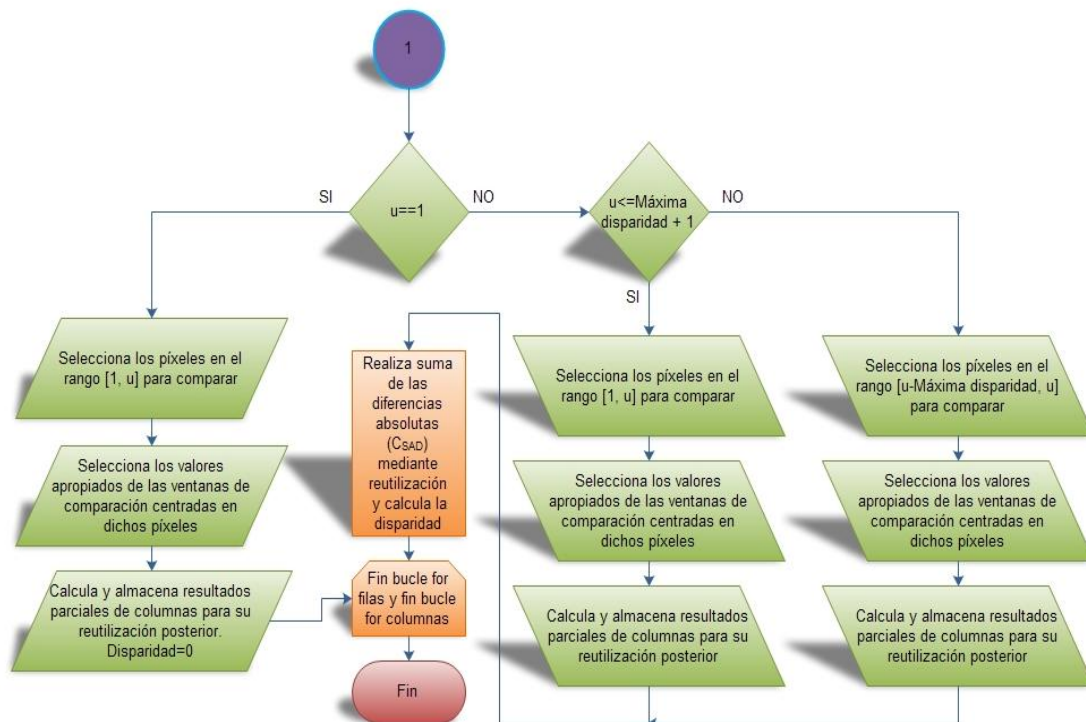 1
SI
u==1
NO
u<=Máxima
disparidad + 1
NO
SI
Selecciona los píxeles en el
rango [1, u] para comparar
Selecciona los valores
apropiados de las ventanas de
comparación centradas en
dichos píxeles
Calcula y almacena resultados
parciales de columnas para su
reutilización posterior.
Disparidad=0
Realiza suma
de las
diferencias
absolutas
(CSAD)
mediante
reutilización
y calcula la
disparidad
Fin bucle for
filas y fin bucle
for columnas
Fin
Selecciona los píxeles en el
rango [1, u] para comparar
Selecciona los valores
apropiados de las ventanas de
comparación centradas en
dichos píxeles
Calcula y almacena resultados
parciales de columnas para su
reutilización posterior
Selecciona los píxeles en el
rango [u-Máxima disparidad, u]
para comparar
Selecciona los valores
apropiados de las ventanas de
comparación centradas en
dichos píxeles
Calcula y almacena resultados
parciales de columnas para su
reutilización posterior